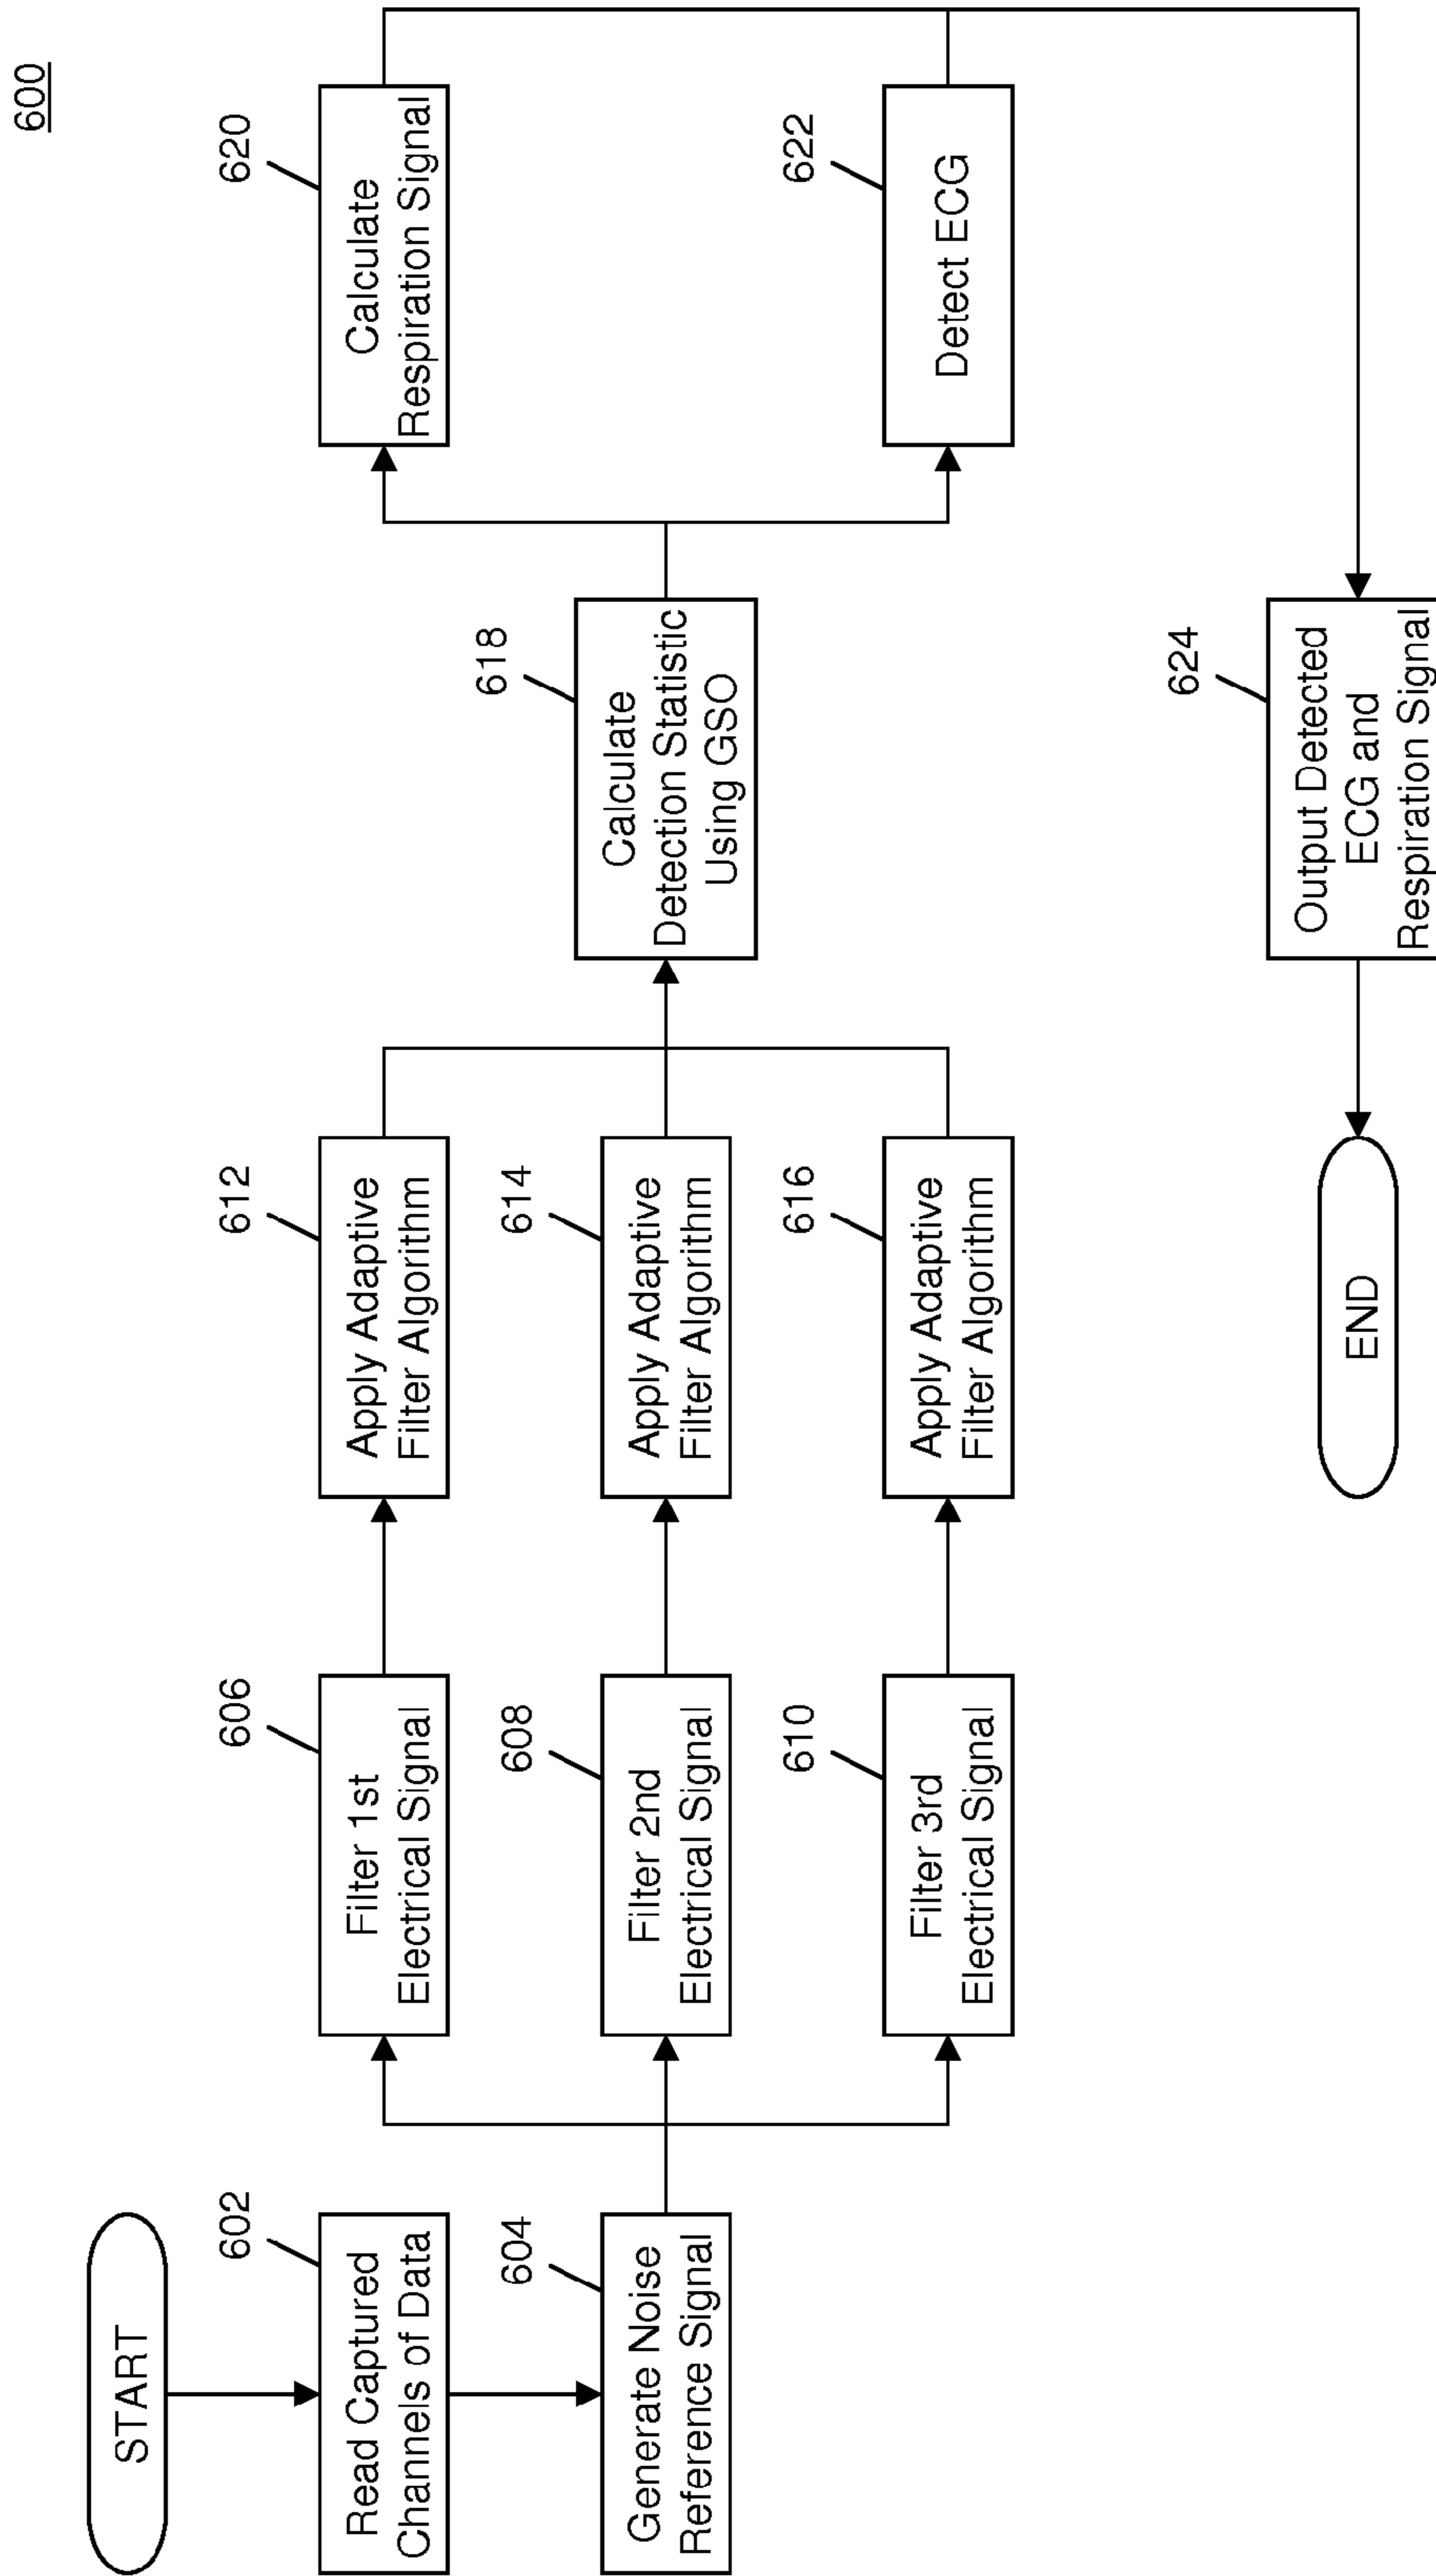 600
START
602
Read Captured
Channels of Data
604
Generate Noise
Reference Signal
606
Filter 1st
Electrical Signal
608
Filter 2nd
Electrical Signal
610
Filter 3rd
Electrical Signal
612
Apply Adaptive
Filter Algorithm
614
Apply Adaptive
Filter Algorithm
616
Apply Adaptive
Filter Algorithm
618
Calculate
Detection Statistic
Using GSO
620
Calculate
Respiration Signal
622
Detect ECG
624
Output Detected
ECG and
Respiration Signal
END